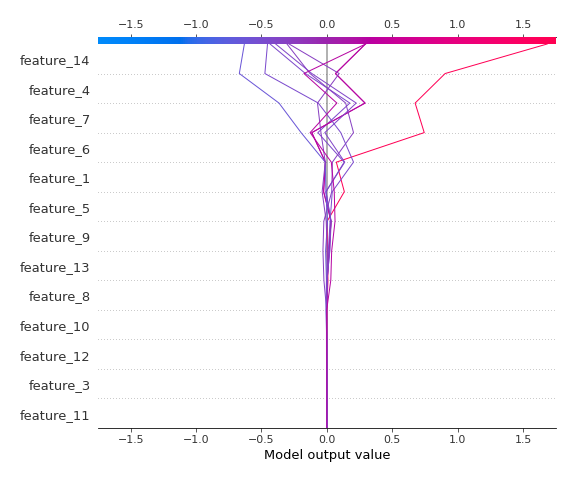 −1.5 −1.0 −0.5 0.0 0.5 1.0 1.5
feature_14
feature_4
feature_7
feature_6
feature_1
feature_5
feature_9
feature_13
feature_8
feature_10
feature_12
feature_3
feature_11
−1.5 −1.0 −0.5 0.0 0.5 1.0 1.5
Model output value